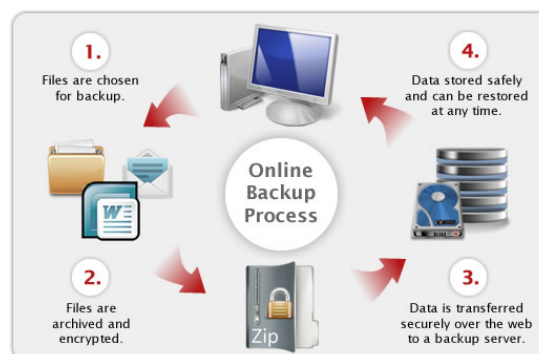 1.
Files are chosen
for backup.
4.
Data stored safely
and can be restored
at any time.
Online
Backup
Process
W
2.
Files are
archived and
encrypted.
Zip
3.
Data is transferred
securely over the web
to a backup server.